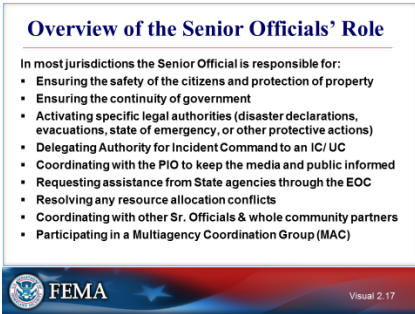 Overview of the Senior Officials' Role
In most jurisdictions the Senior Official is responsible for:
▪ Ensuring the safety of the citizens and protection of property
▪ Ensuring the continuity of government
▪ Activating specific legal authorities (disaster declarations,
evacuations, state of emergency, or other protective actions)
▪ Delegating Authority for Incident Command to an IC/ UC
▪ Coordinating with the PIO to keep the media and public informed
▪ Requesting assistance from State agencies through the EOC
▪ Resolving any resource allocation conflicts
▪ Coordinating with other Sr. Officials & whole community partners
▪ Participating in a Multiagency Coordination Group (MAC)
FEMA
Visual 2.17